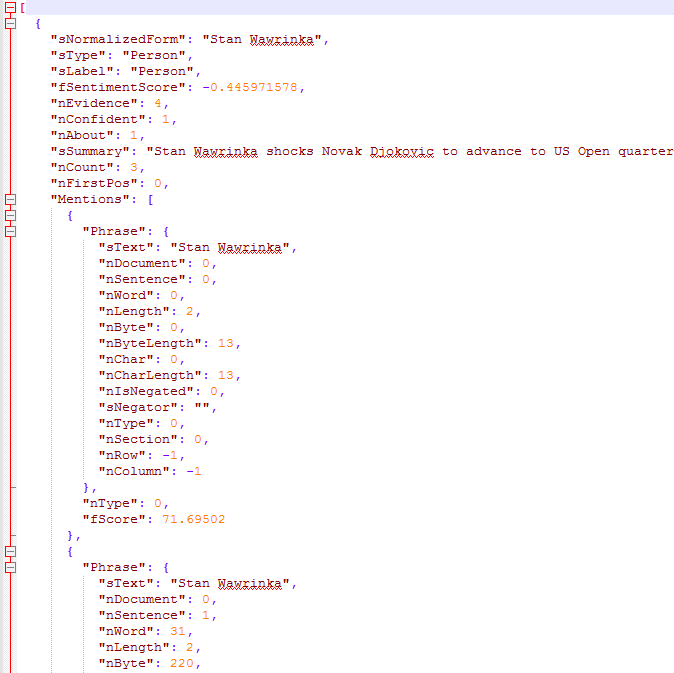 [
{
"sNormalizedForm": "Stan Wawrinka",
"sType": "Person",
"sLabel": "Person",
"fSentimentScore": -0.445971578,
"nEvidence": 4,
"nConfident": 1,
"nAbout": 1,
"sSummary": "Stan Wawrinka shocks Novak Djokovic to advance to US Open quarter
"nCount": 3,
"nFirstPos": 0,
"Mentions": [
{
"Phrase": {
"sText": "Stan Wawrinka",
"nDocument": 0,
"nSentence": 0,
"nWord": 0,
"nLength": 2,
"nByte": 0,
"nByteLength": 13,
"nChar": 0,
"nCharLength": 13,
"nIsNegated": 0,
"sNegator": "",
"nType": 0,
"nSection": 0,
"nRow": -1,
"nColumn": -1
},
"nType": 0,
"fScore": 71.69502
},
{
"Phrase": {
"sText": "Stan Wawrinka",
"nDocument": 0,
"nSentence": 1,
"nWord": 31,
"nLength": 2,
"nByte": 220,